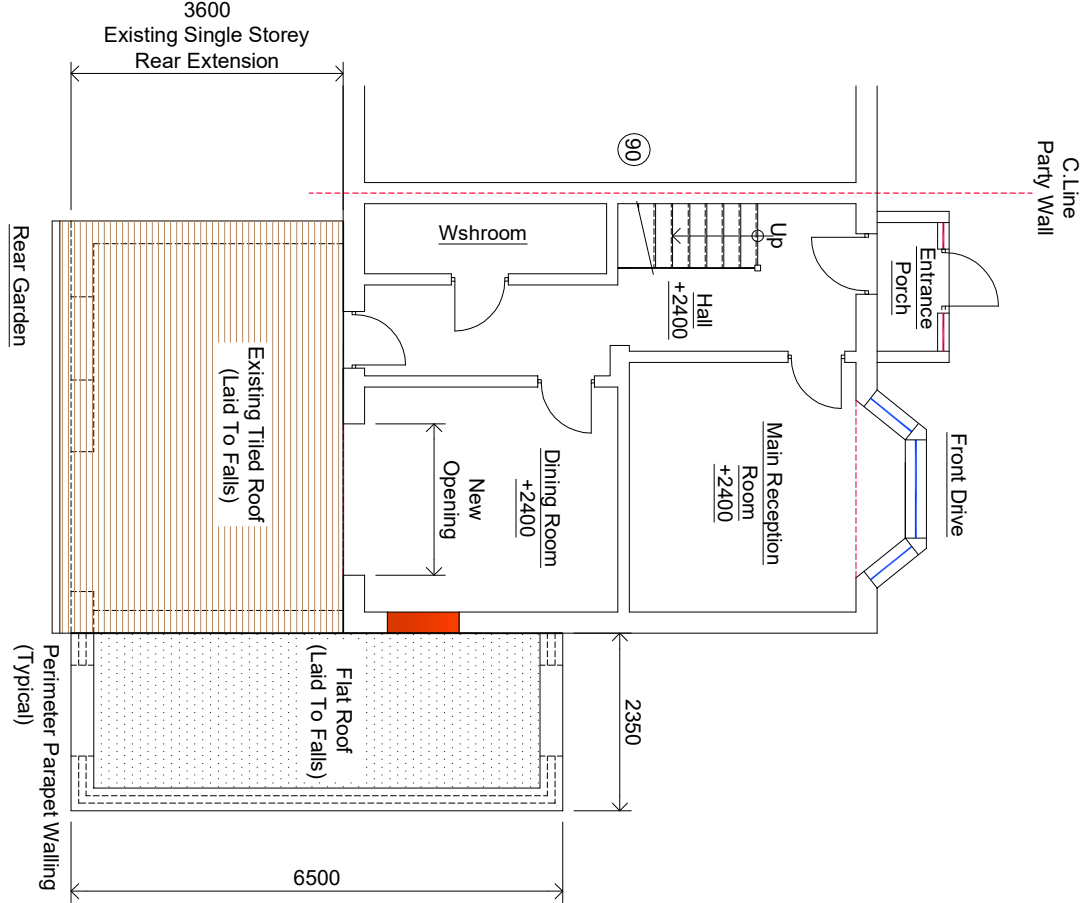 3600
Existing Single Storey
Rear Extension
90
C.Line
Party Wall
Wshroom
Up
Entrance
Porch
Hall
+2400
Rear Garden
Existing Tiled Roof
(Laid To Falls)
New
Opening
Dining Room
+2400
Main Reception
Room
+2400
Front Drive
Perimeter Parapet Walling
(Typical)
Flat Roof
(Laid To Falls)
2350
6500